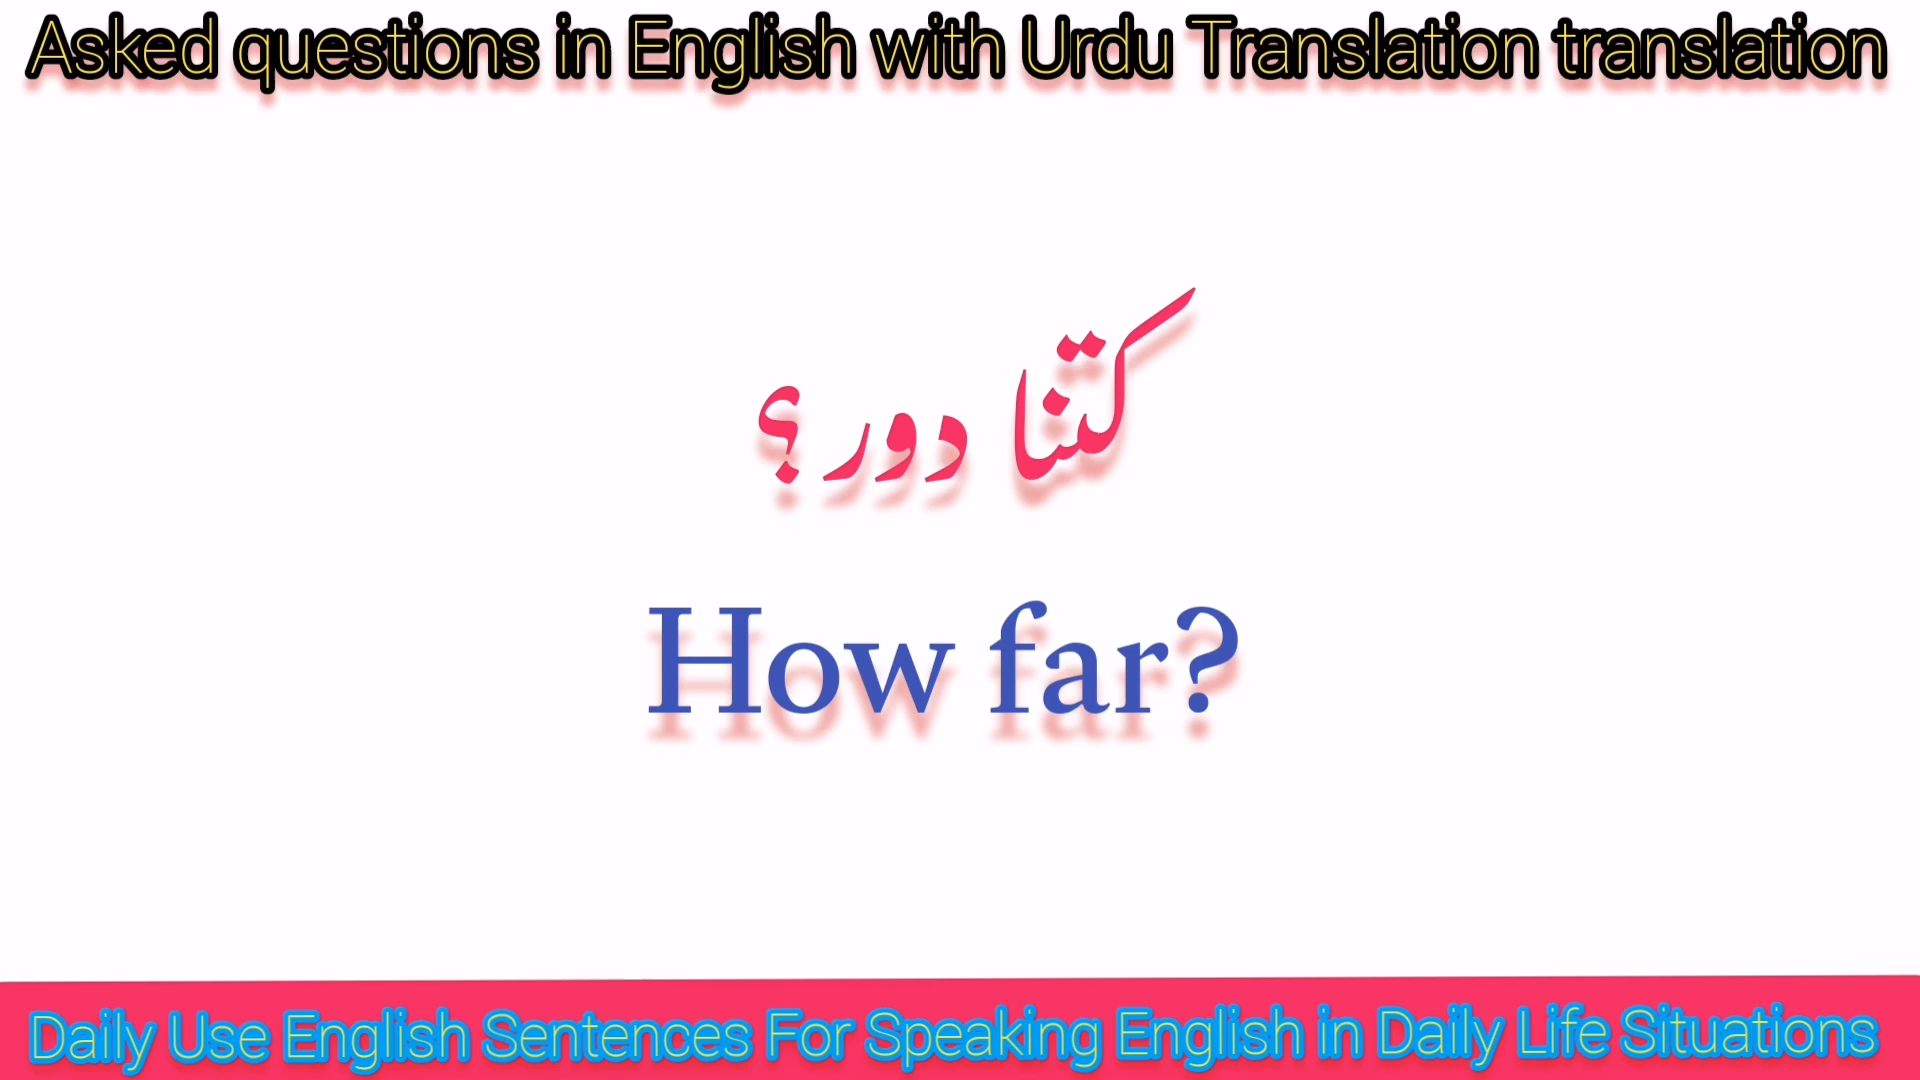 Asked questions in English with Urdu Translation translation
کتنا دور؟
How far?
Daily Use English Sentences For Speaking English in Daily Life Situations